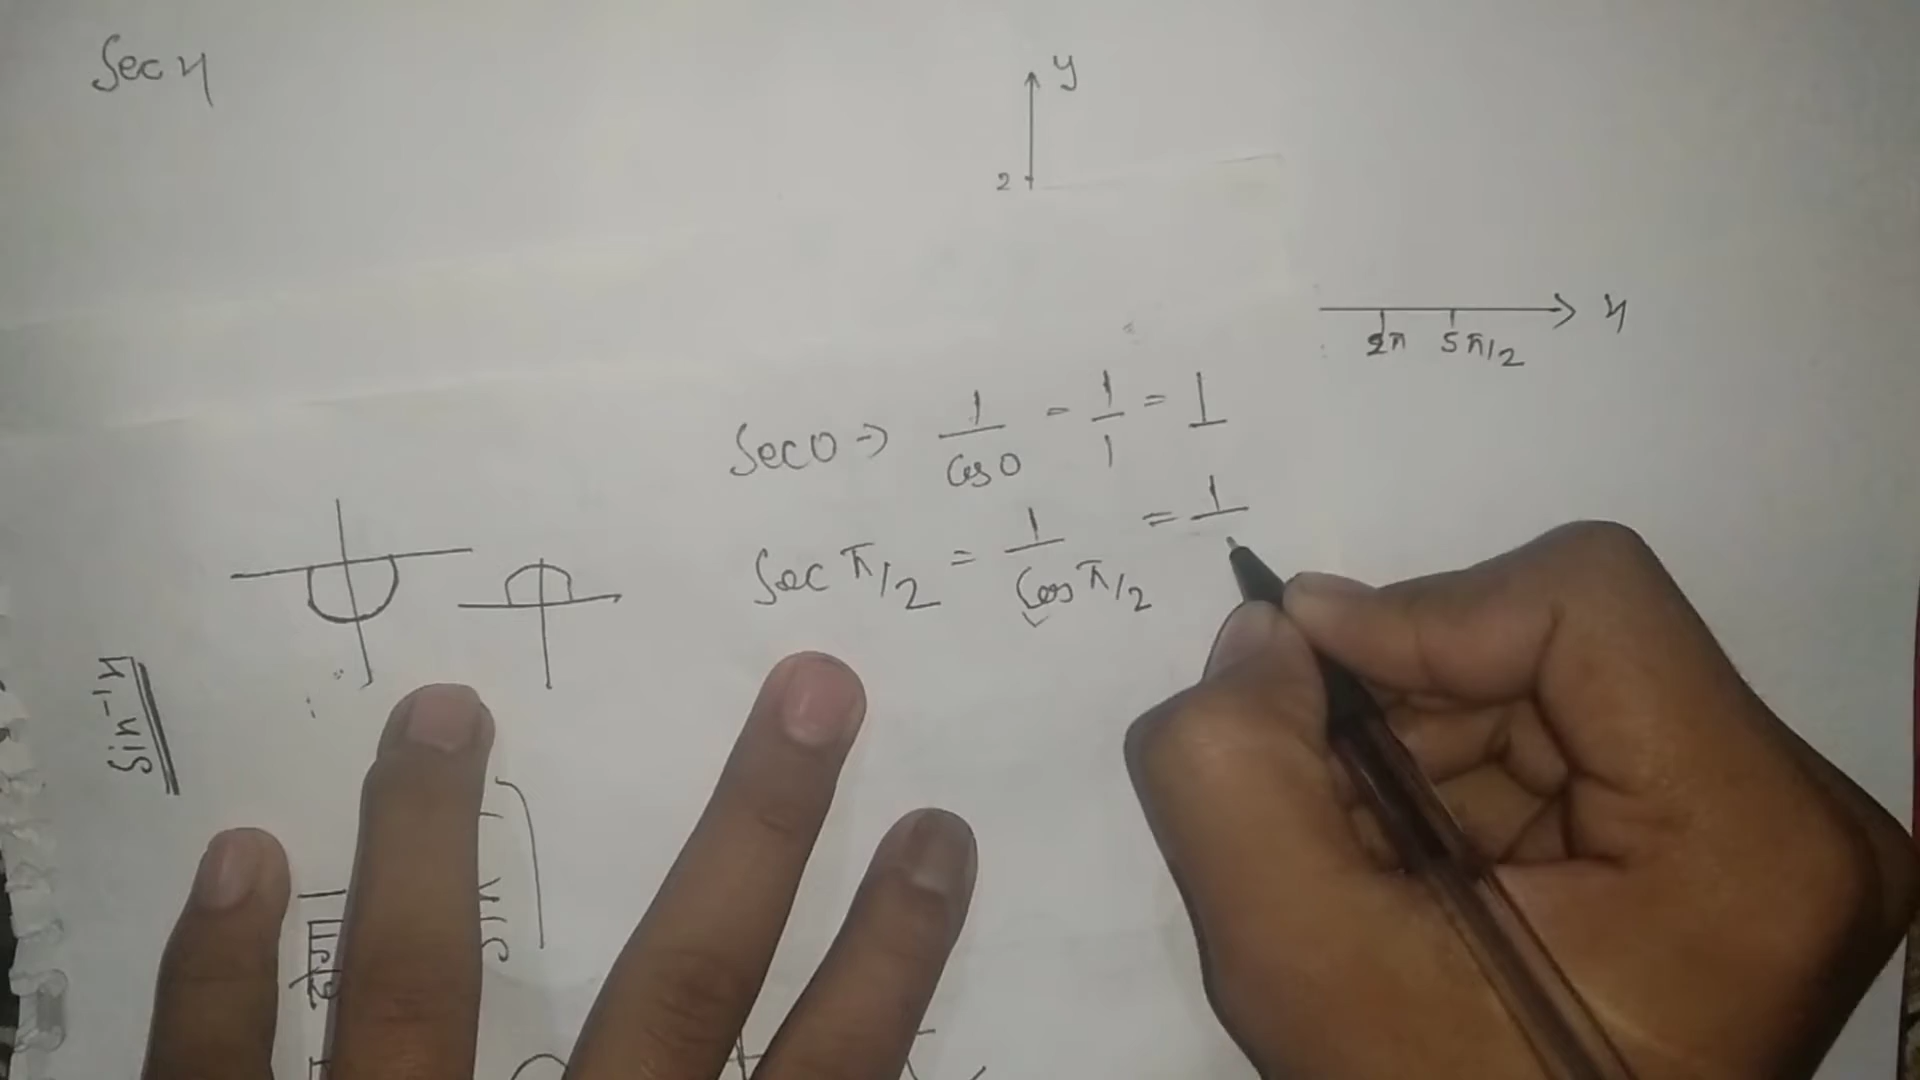 Sec x
y
2
x
2π 5π/2
Sec0 → 1/cos0 = 1/1 = 1
Sec π/2 = 1/Cos π/2 = 1/
Sin⁻¹x